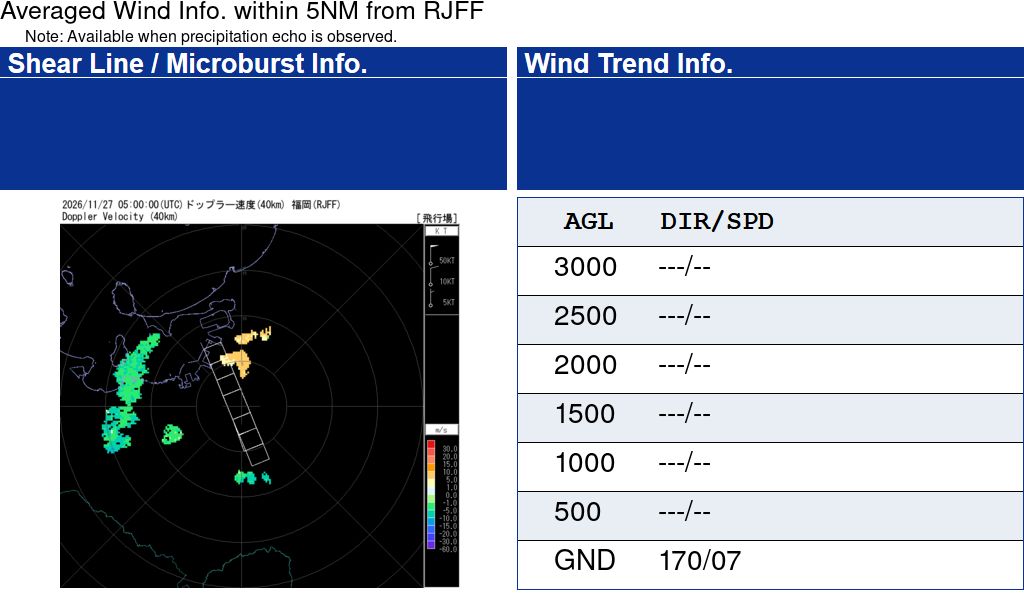 Averaged Wind Info. within 5NM from RJFF
Note: Available when precipitation echo is observed.
Shear Line / Microburst Info.
Wind Trend Info.
2026/11/27 05:00:00(UTC) ドップラー速度(40km) 福岡(RJFF)
Doppler Velocity (40km)
[飛行場]
KT
50KT
10KT
5KT
m/s
30.0
20.0
15.0
10.0
5.0
1.0
0.0
-1.0
-5.0
-10.0
-15.0
-20.0
-30.0
-60.0
AGL DIR/SPD
3000 ---/--
2500 ---/--
2000 ---/--
1500 ---/--
1000 ---/--
500 ---/--
GND 170/07